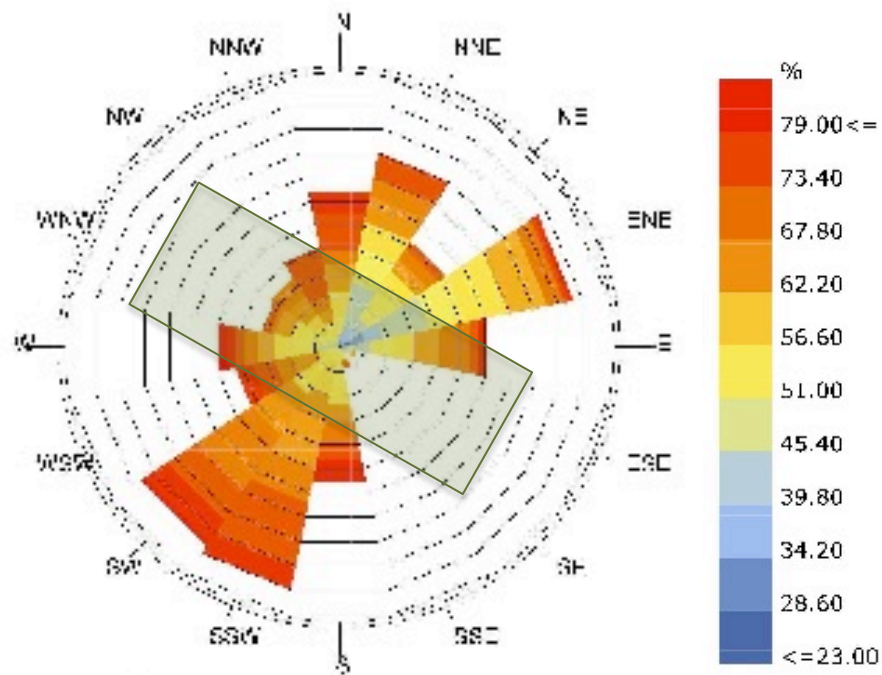 N
NNW
NNE
NW
NE
WNW
ENE
W
E
WSW
ESE
SW
SE
SSW
SSE
S
%
79.00<=
73.40
67.80
62.20
56.60
51.00
45.40
39.80
34.20
28.60
<=23.00